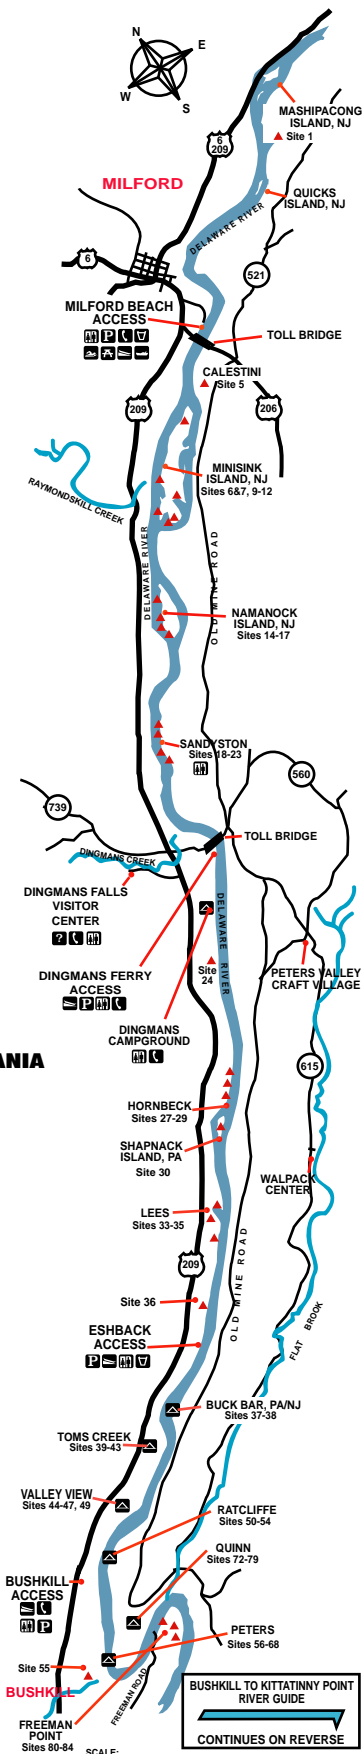 N
E
W
S
MASHIPACONG
ISLAND, NJ
Site 1
6
209
MILFORD
QUICKS
ISLAND, NJ
DELAWARE RIVER
6
521
MILFORD BEACH
ACCESS
P
TOLL BRIDGE
CALESTINI
Site 5
209
206
MINISINK
ISLAND, NJ
Sites 6&7, 9-12
RAYMONDSKILL CREEK
DELAWARE RIVER
OLD MINE ROAD
NAMANOCK
ISLAND, NJ
Sites 14-17
SANDYSTON
Sites 18-23
560
739
TOLL BRIDGE
DINGMANS CREEK
DINGMANS FALLS
VISITOR
CENTER
?
DELAWARE RIVER
Site
24
DINGMANS FERRY
ACCESS
P
PETERS VALLEY
CRAFT VILLAGE
DINGMANS
CAMPGROUND
ANIA
615
HORNBECK
Sites 27-29
SHAPNACK
ISLAND, PA
Site 30
WALPACK
CENTER
LEES
Sites 33-35
OLD MINE ROAD
209
Site 36
FLAT BROOK
ESHBACK
ACCESS
P
BUCK BAR, PA/NJ
Sites 37-38
TOMS CREEK
Sites 39-43
VALLEY VIEW
Sites 44-47, 49
RATCLIFFE
Sites 50-54
QUINN
Sites 72-79
BUSHKILL
ACCESS
P
PETERS
Sites 56-68
Site 55
BUSHKILL
FREEMAN ROAD
FREEMAN
POINT
Sites 80-84
BUSHKILL TO KITTATINNY POINT
RIVER GUIDE
CONTINUES ON REVERSE
SCALE: